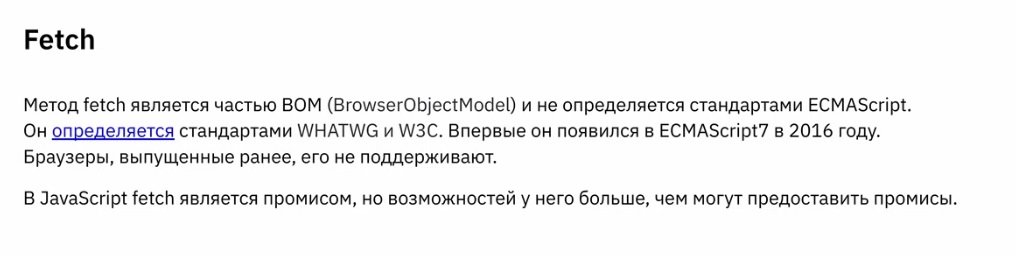 Fetch
Метод fetch является частью BOM (BrowserObjectModel) и не определяется стандартами ECMAScript.
Он определяется стандартами WHATWG и W3C. Впервые он появился в ECMAScript7 в 2016 году.
Браузеры, выпущенные ранее, его не поддерживают.
В JavaScript fetch является промисом, но возможностей у него больше, чем могут предоставить промисы.